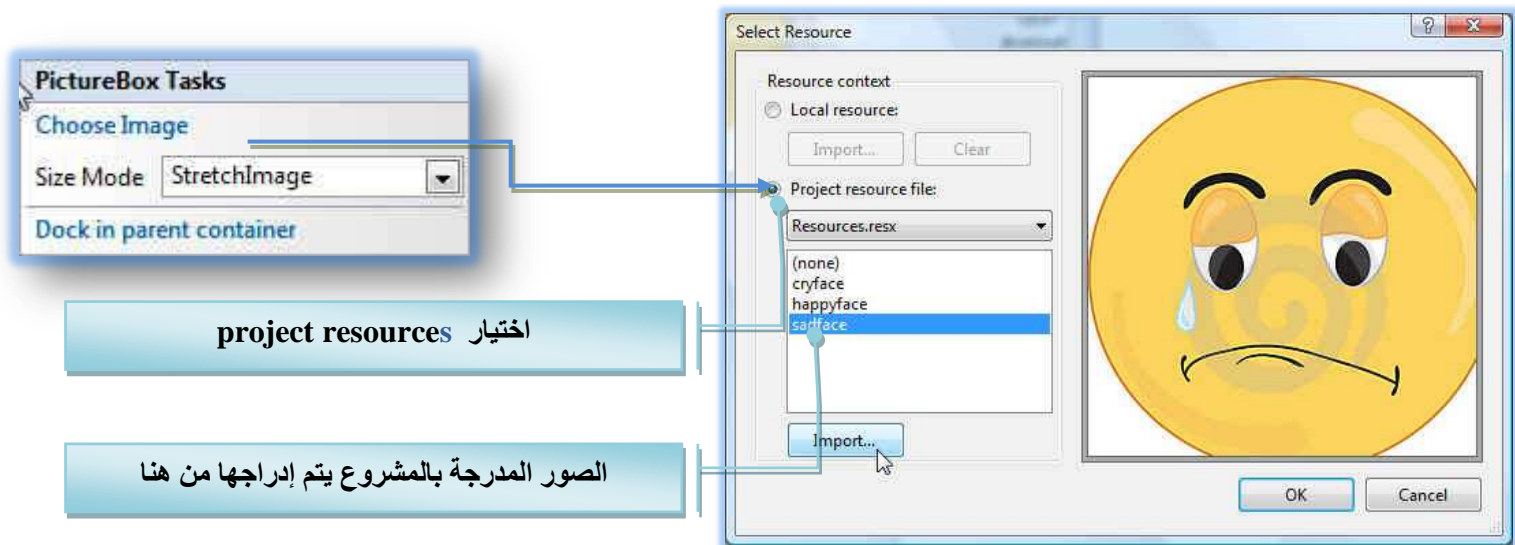 PictureBox Tasks
Choose Image
Size Mode StretchImage
Dock in parent container
اختيار project resources
الصور المدرجة بالمشروع يتم إدراجها من هنا
Select Resource
Resource context
Local resource:
Import... Clear
Project resource file:
Resources.resx
(none)
cryface
happyface
sadface
Import...
OK Cancel